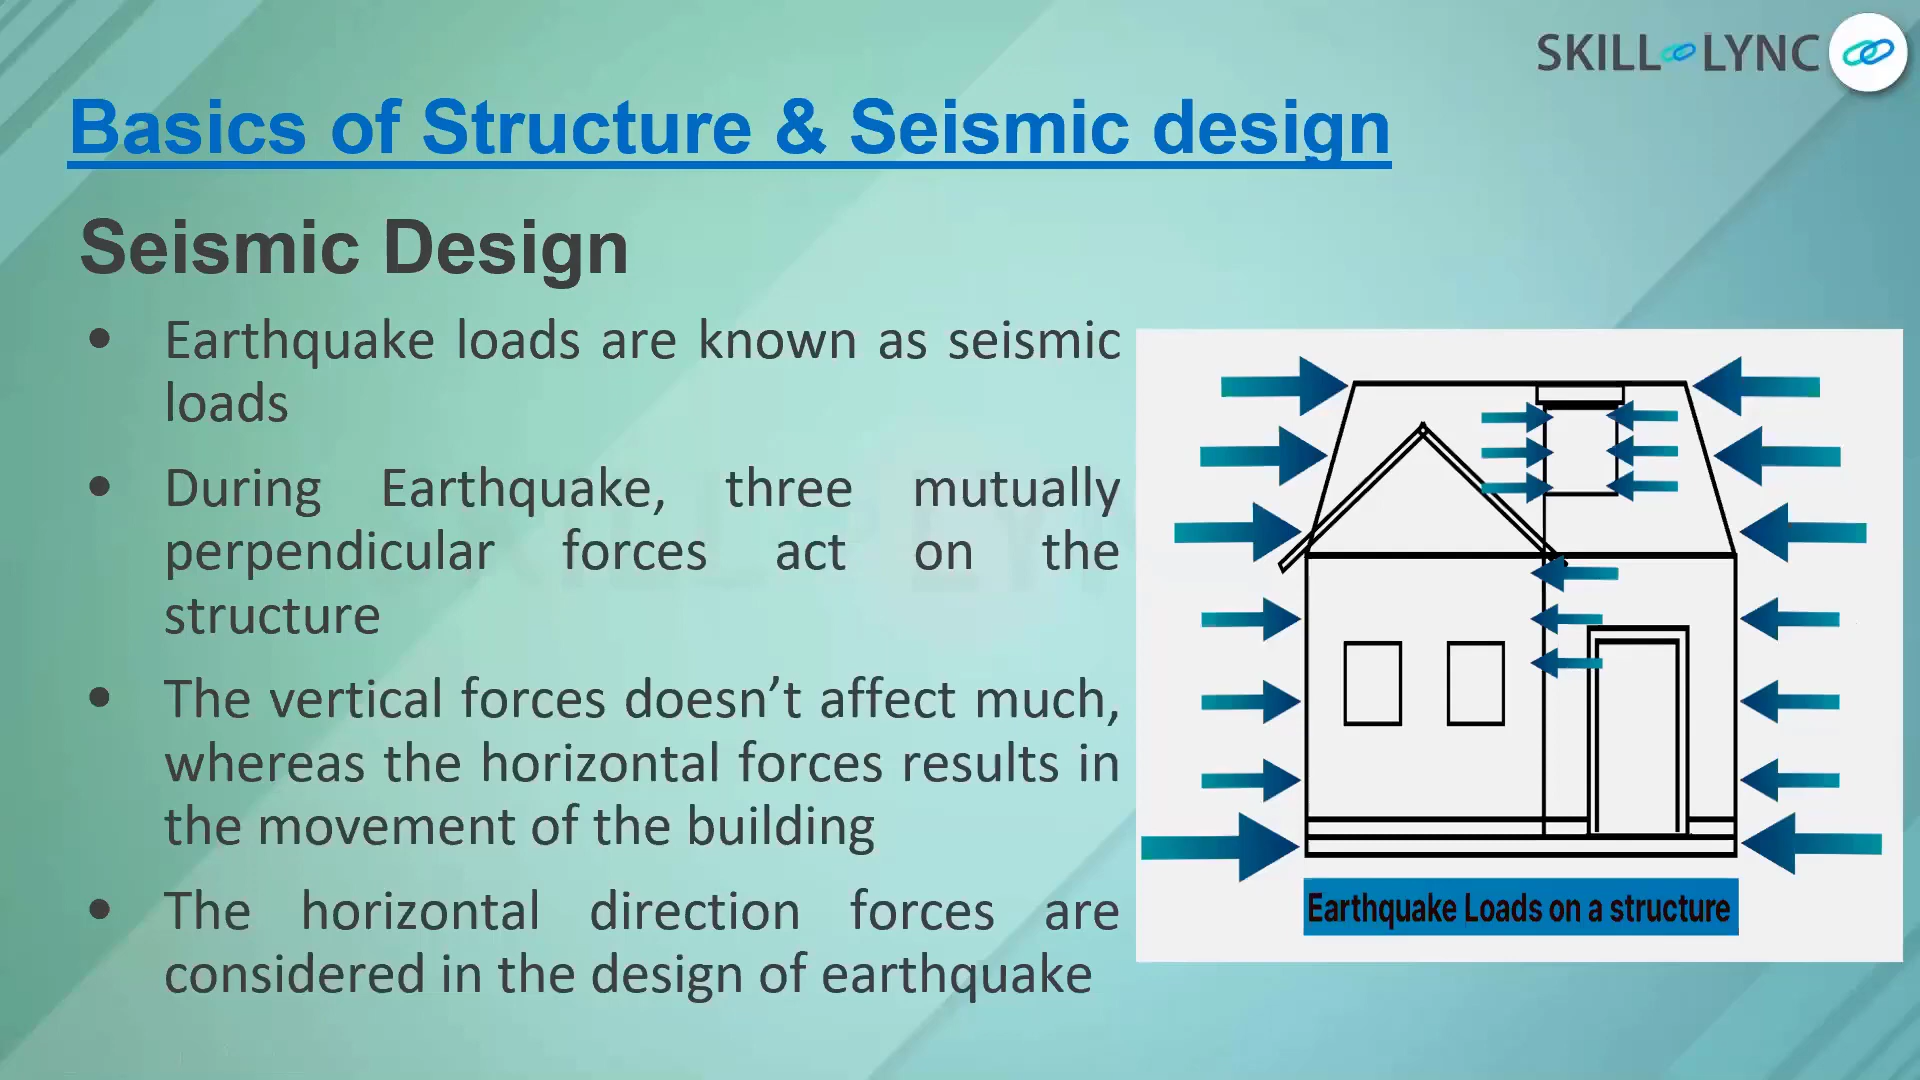 SKILL LYNC
Basics of Structure & Seismic design
Seismic Design
• Earthquake loads are known as seismic
loads
• During Earthquake, three mutually
perpendicular forces act on the
structure
• The vertical forces doesn’t affect much,
whereas the horizontal forces results in
the movement of the building
• The horizontal direction forces are
considered in the design of earthquake
Earthquake Loads on a structure